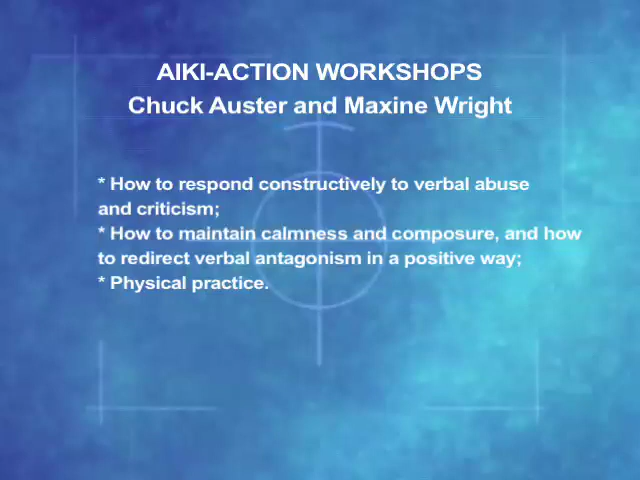 AIKI-ACTION WORKSHOPS
Chuck Auster and Maxine Wright
* How to respond constructively to verbal abuse
and criticism;
* How to maintain calmness and composure, and how
to redirect verbal antagonism in a positive way;
* Physical practice.